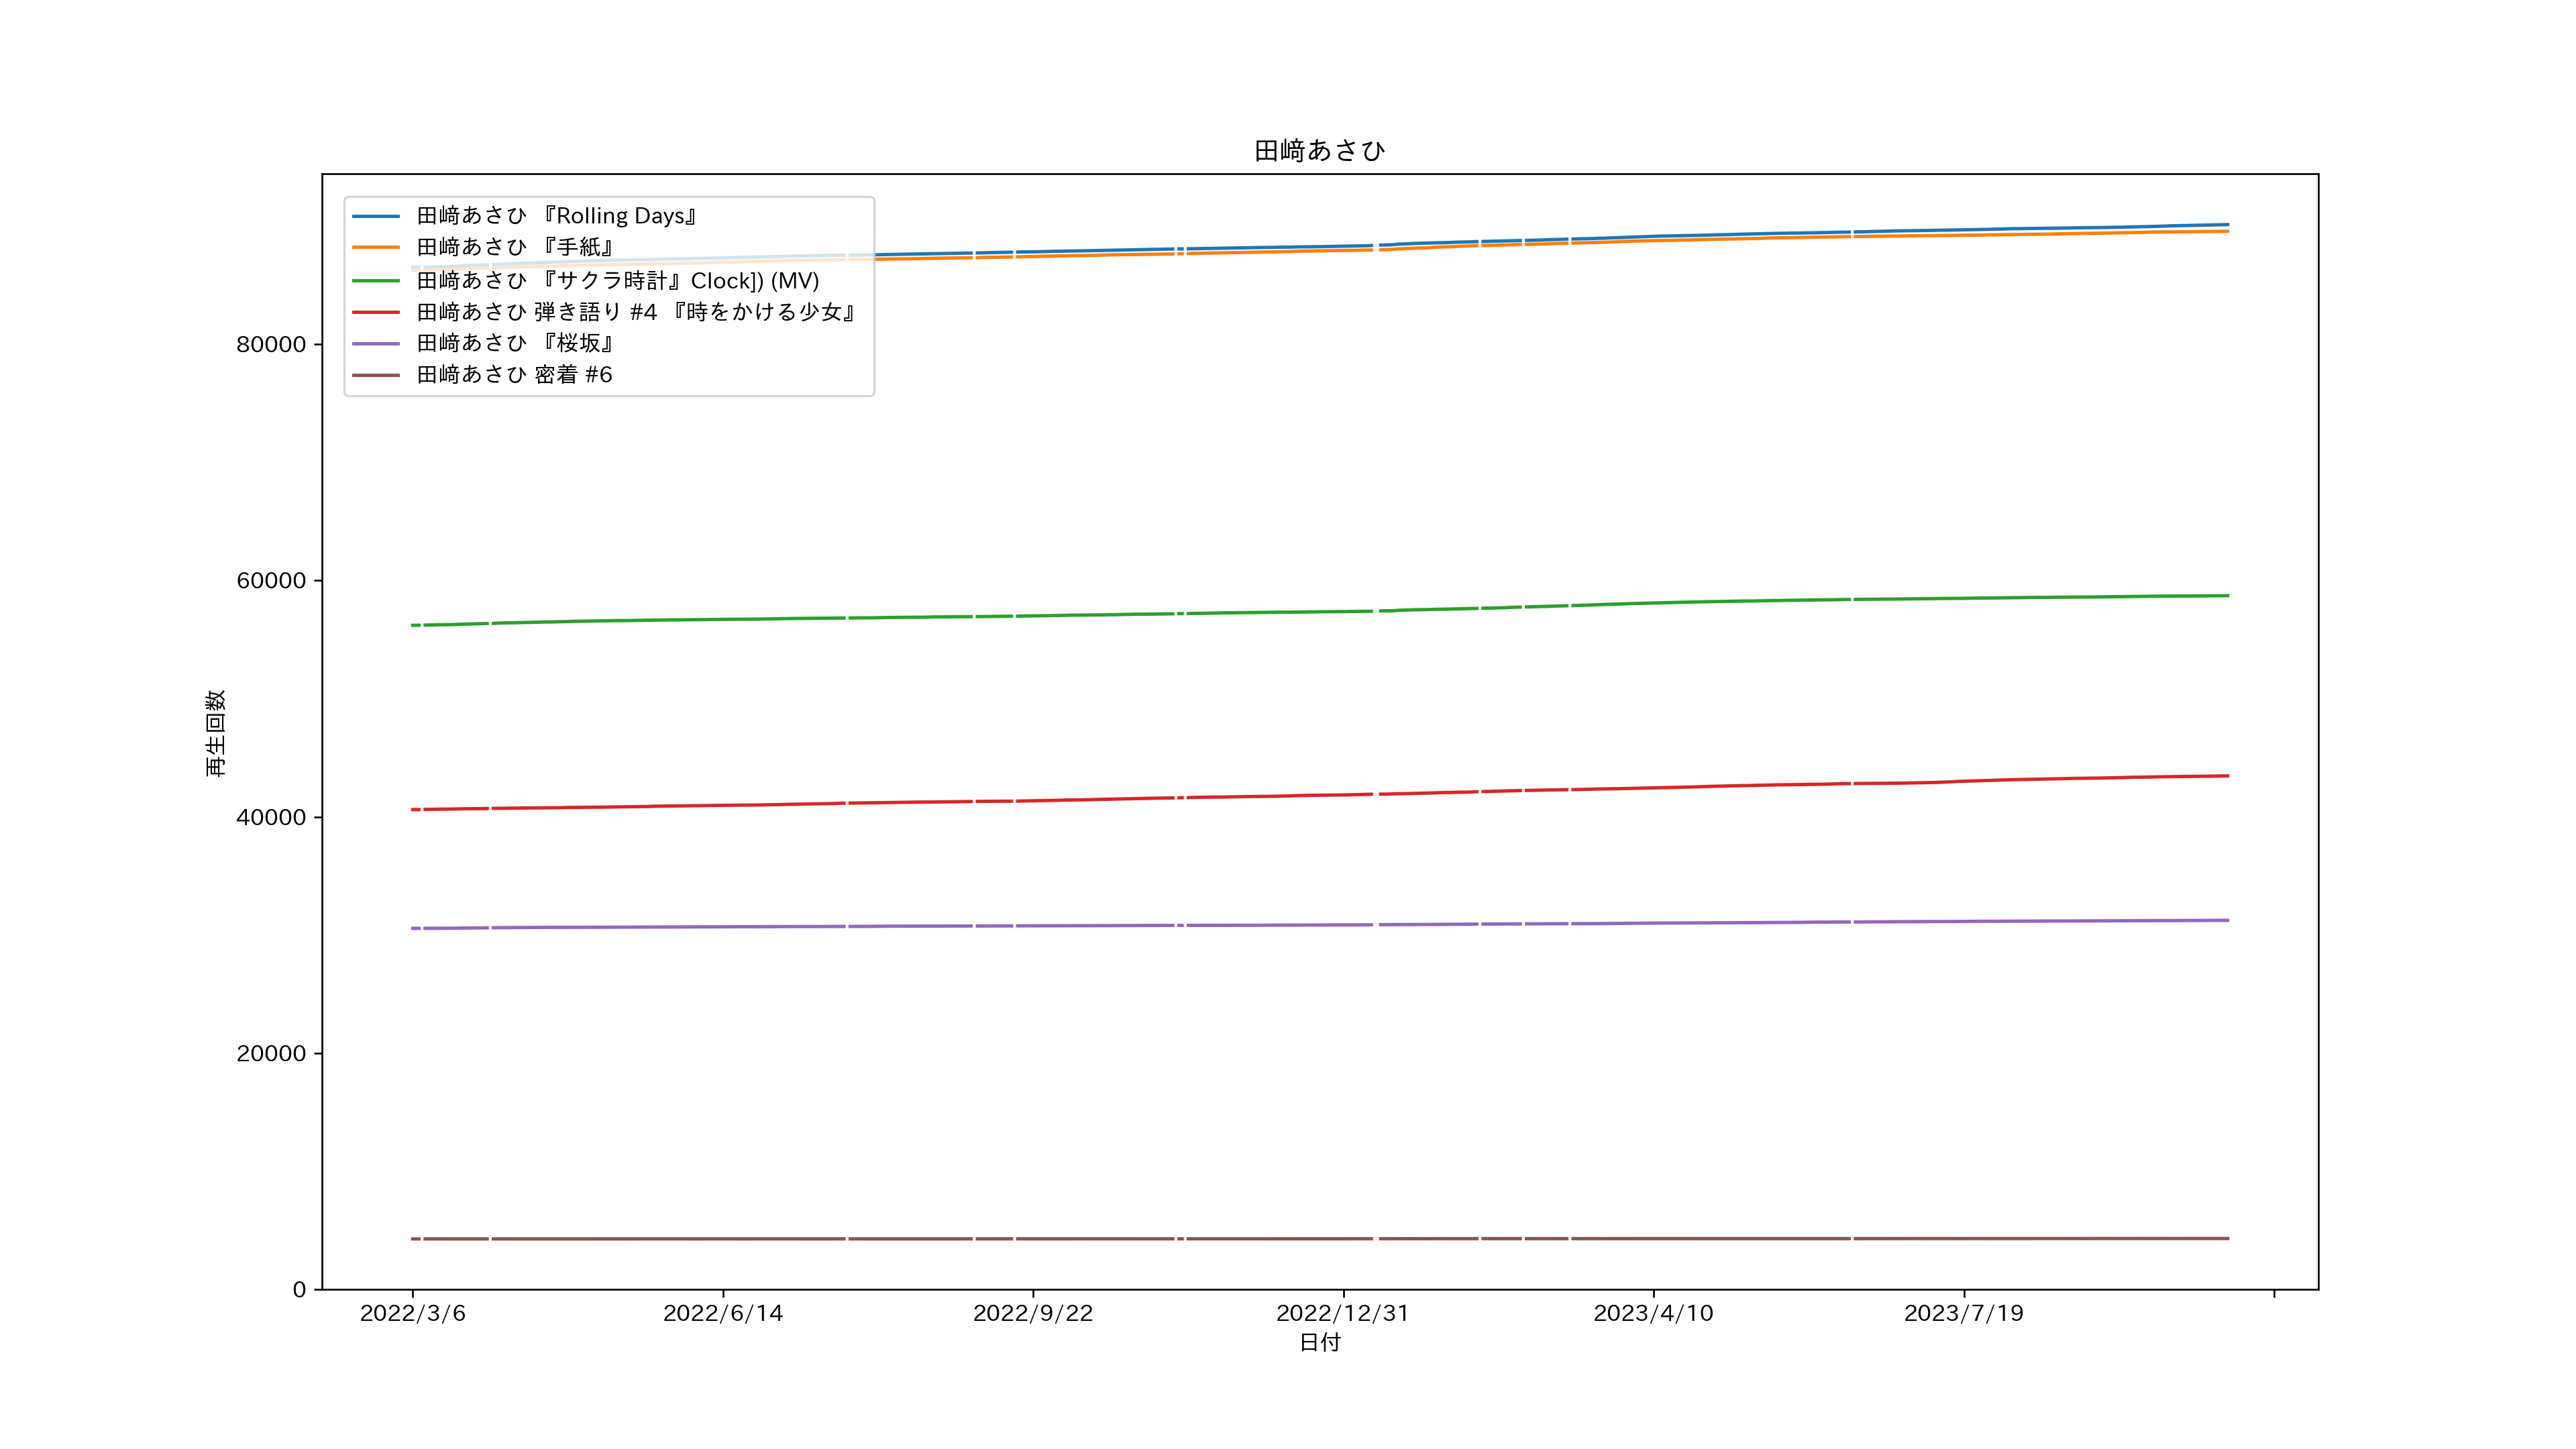 田﨑あさひ
田﨑あさひ 『Rolling Days』
田﨑あさひ 『手紙』
田﨑あさひ 『サクラ時計』Clock]) (MV)
田﨑あさひ 弾き語り #4 『時をかける少女』
田﨑あさひ 『桜坂』
田﨑あさひ 密着 #6
80000
60000
40000
20000
0
再生回数
2022/3/6 2022/6/14 2022/9/22 2022/12/31 2023/4/10 2023/7/19
日付